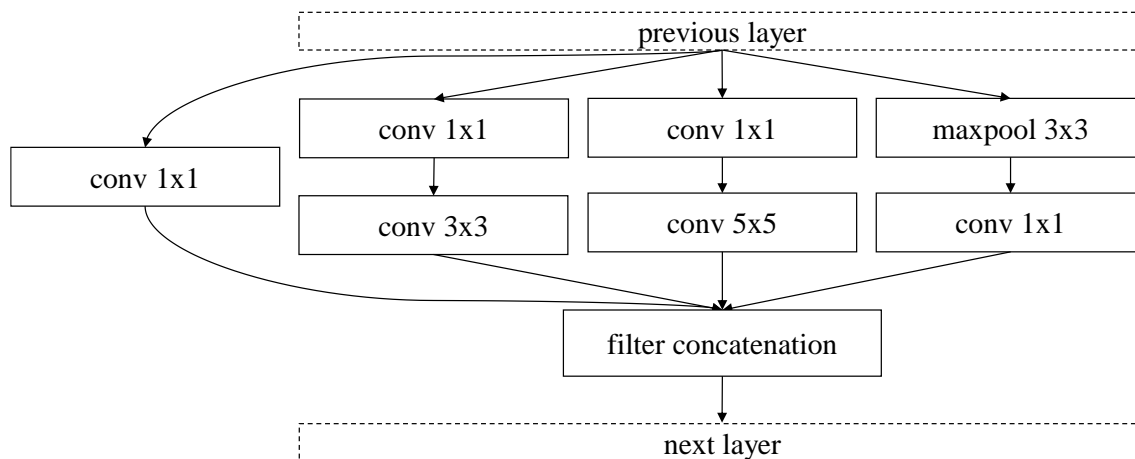 previous layer
conv 1x1
conv 1x1
maxpool 3x3
conv 1x1
conv 3x3
conv 5x5
conv 1x1
filter concatenation
next layer